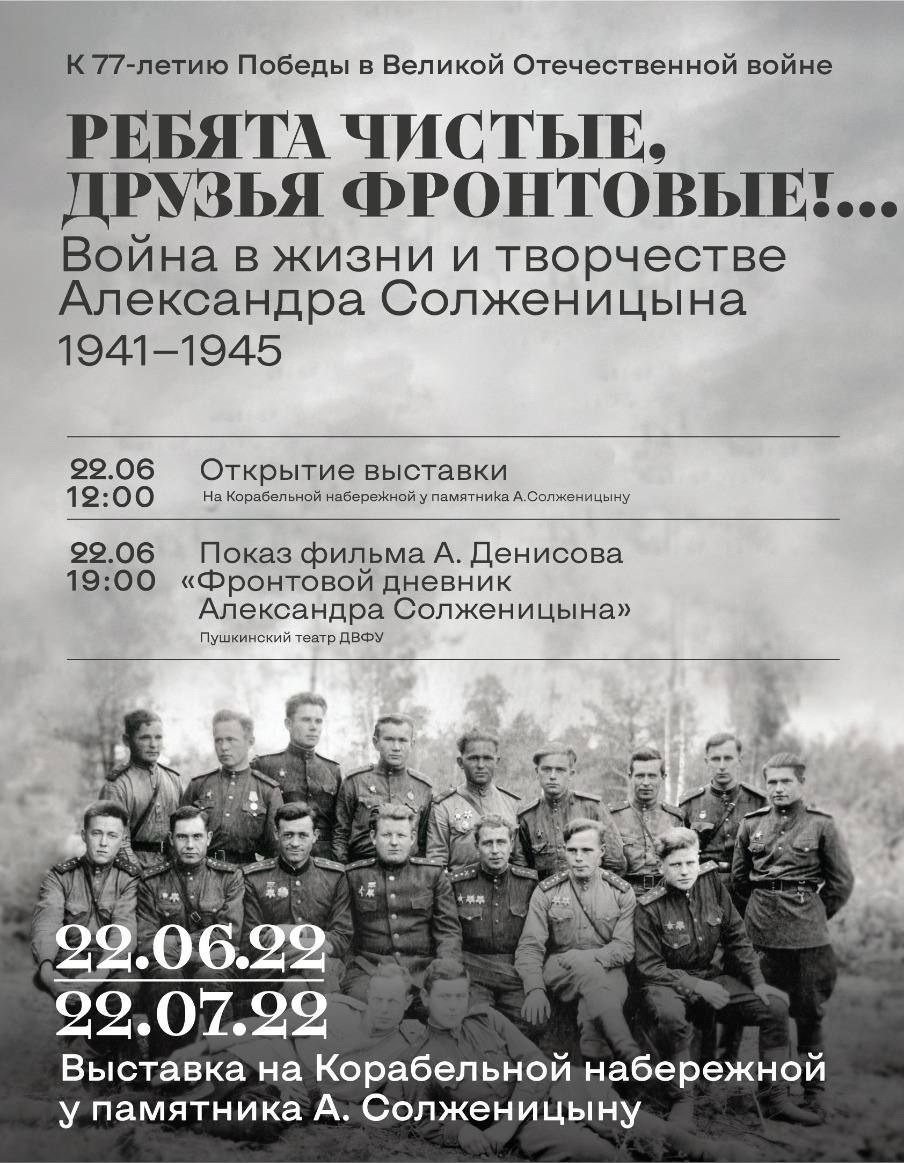 К 77-летию Победы в Великой Отечественной войне
РЕБЯТА ЧИСТЫЕ,
ДРУЗЬЯ ФРОНТОВЫЕ!...
Война в жизни и творчестве
Александра Солженицына
1941–1945
22.06 Открытие выставки
12:00 На Корабельной набережной у памятника А.Солженицыну
22.06 Показ фильма А. Денисова
19:00 «Фронтовой дневник
Александра Солженицына»
Пушкинский театр ДВФУ
22.06.22
22.07.22
Выставка на Корабельной набережной
у памятника А. Солженицыну